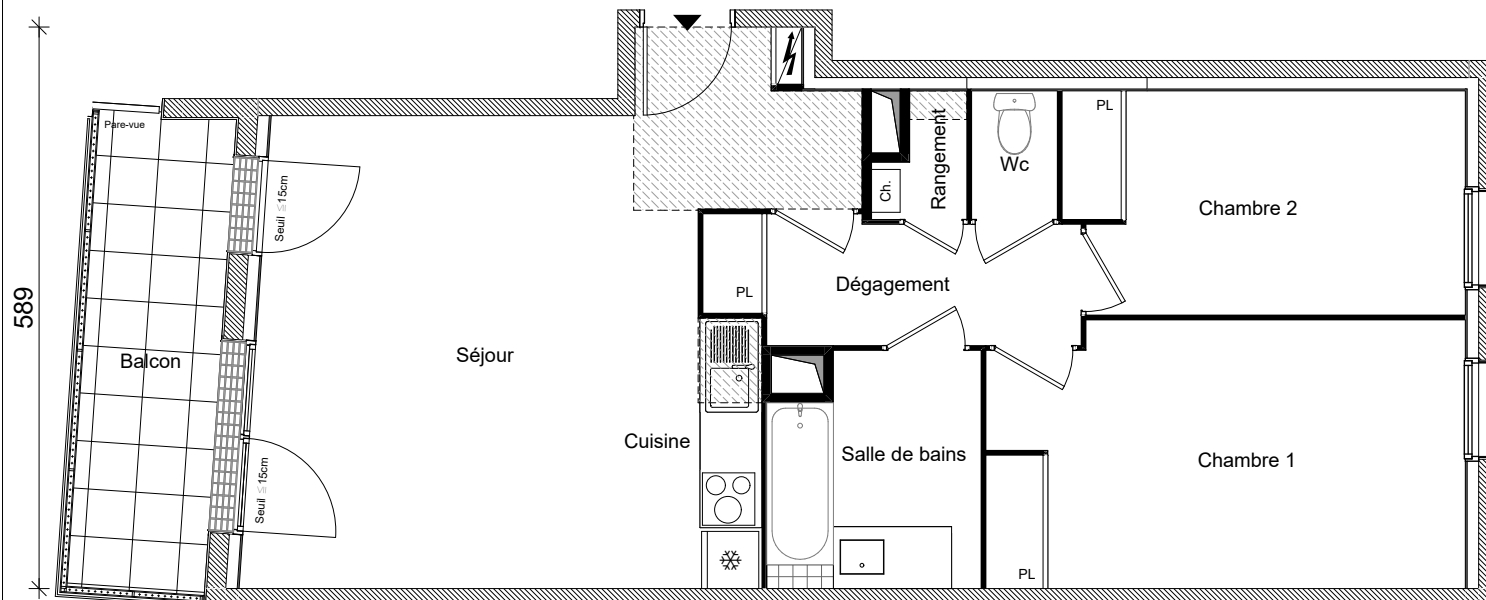 Pare-vue
PL
Rangement
Wc
Ch.
Chambre 2
Seuil ≤15cm
Dégagement
PL
589
Balcon
Séjour
Cuisine
Salle de bains
Chambre 1
Seuil ≤15cm
PL